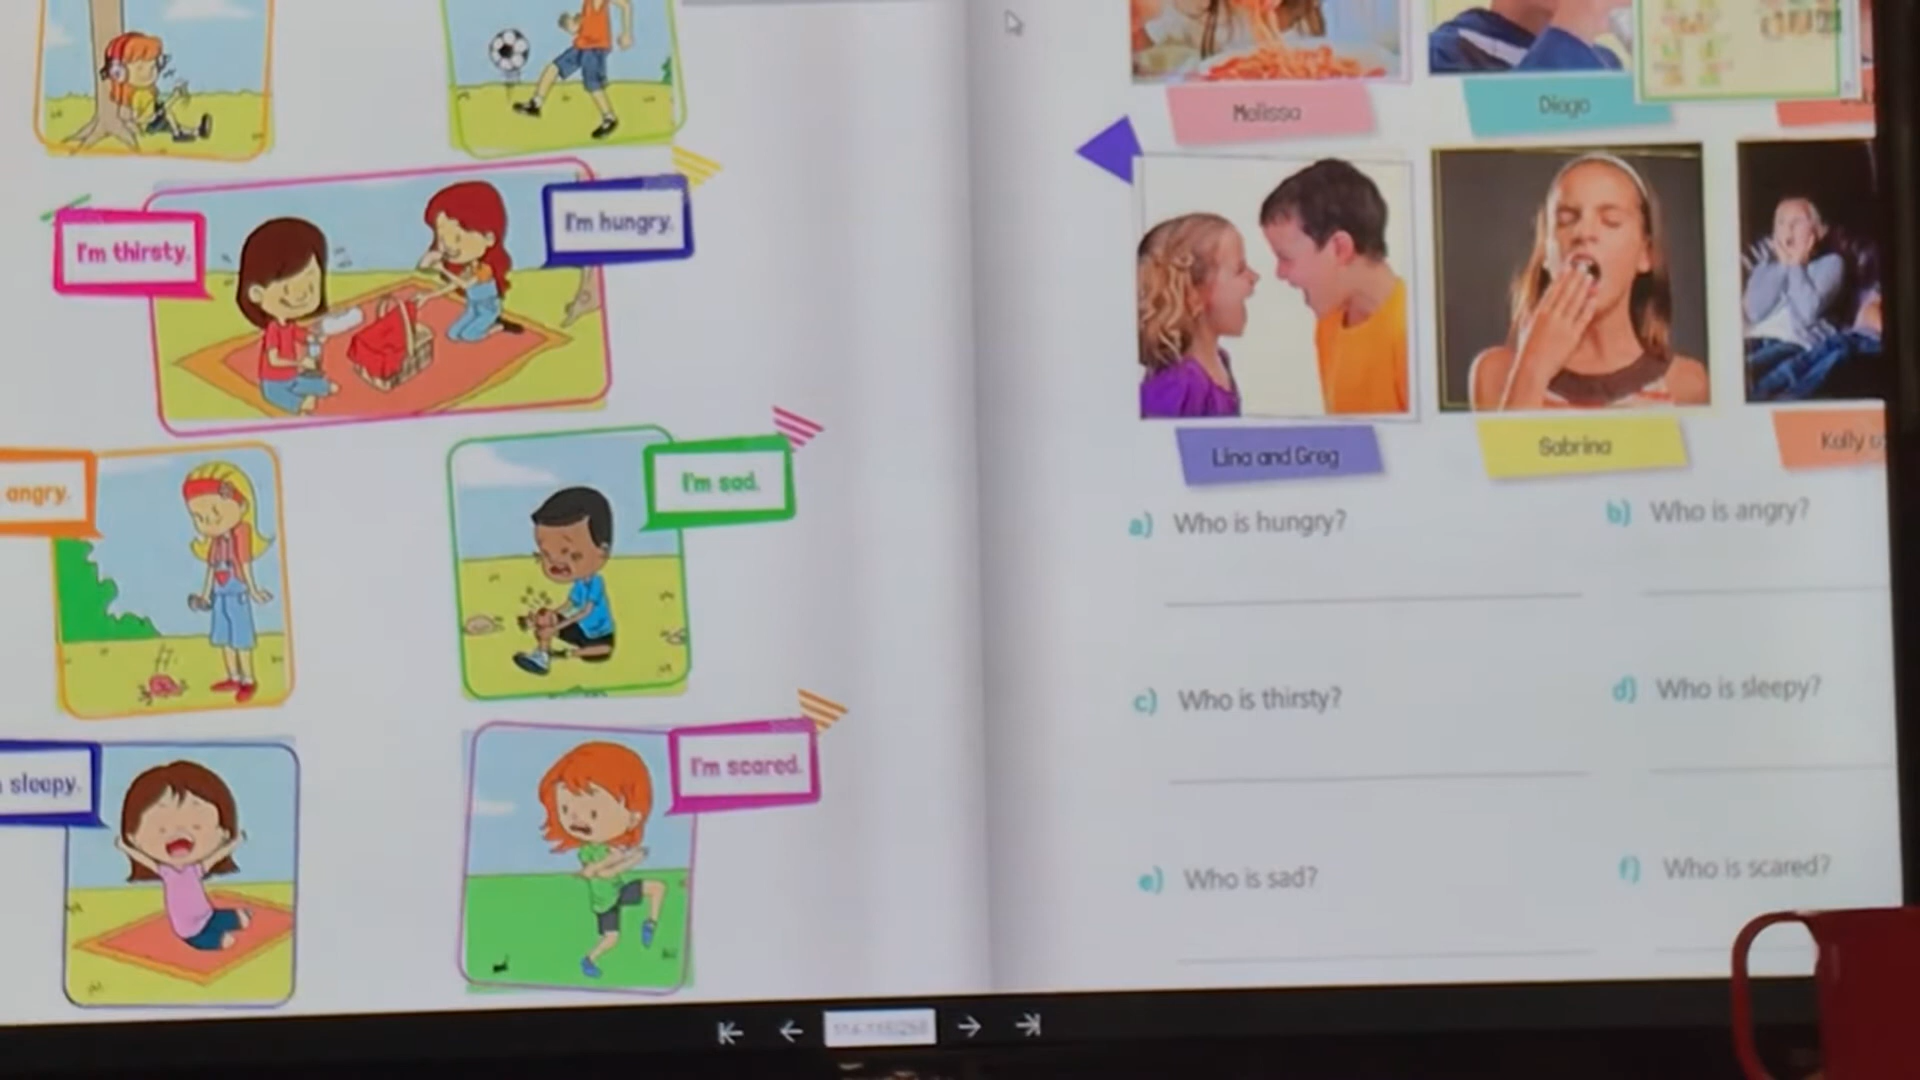 I'm thirsty.
I'm hungry.
angry.
I'm sad.
sleepy.
I'm scared.
Melissa
Diego
Lina and Greg
Sabrina
Kelly
a) Who is hungry?
b) Who is angry?
c) Who is thirsty?
d) Who is sleepy?
e) Who is sad?
f) Who is scared?